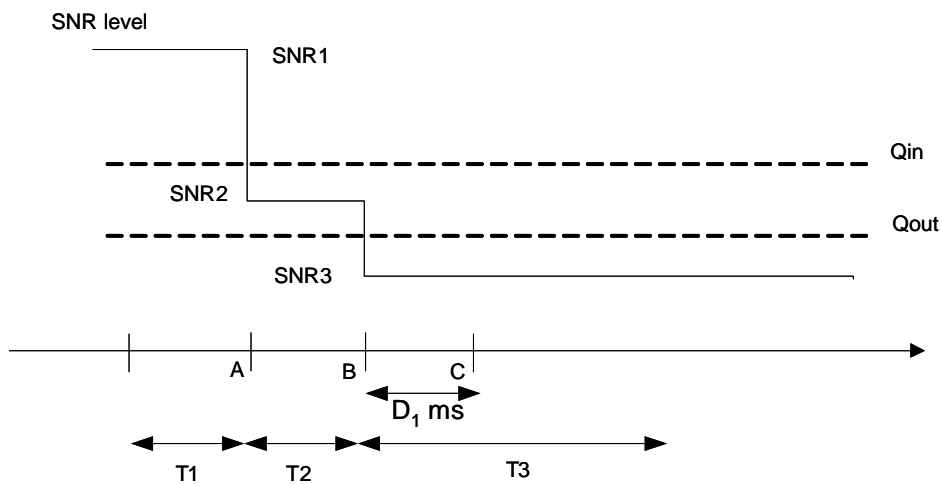 SNR level
SNR1
Qin
SNR2
Qout
SNR3
A B C
D₁ ms
T1 T2 T3